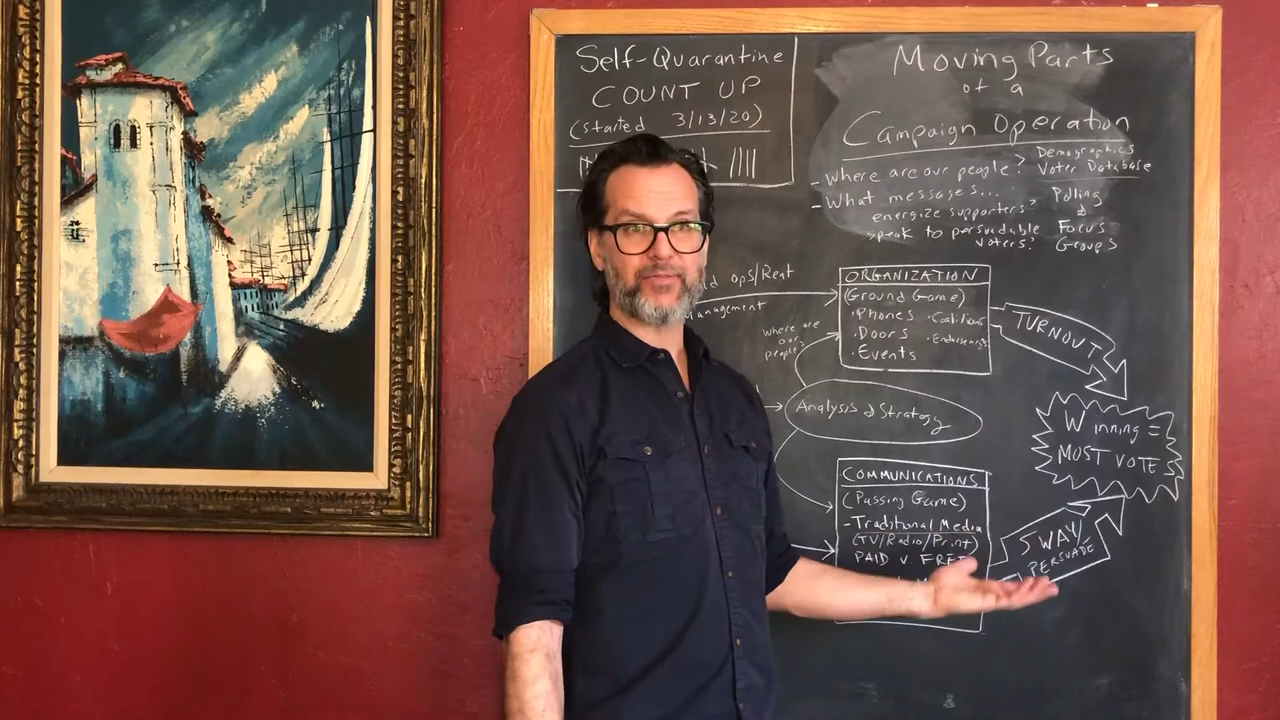 Self-Quarantine
COUNT UP
(started 3/13/20)
Moving Parts
of a
Campaign Operation
- Where are our people? Demographics
Voter Database
- What messages... Polling
energize supporters? &
speak to persuadable Focus
voters? Groups
ops/Rent
ORGANIZATION
(Ground Game)
· Phones · Coalitions
· Doors
· Events
TURNOUT
where are
our
people?
Analysis & Strategy
Winning =
MOST VOTES
COMMUNICATIONS
(Passing Game)
- Traditional Media
(TV/Radio/Print)
PAID V. FREE
SWAY/
PERSUADE